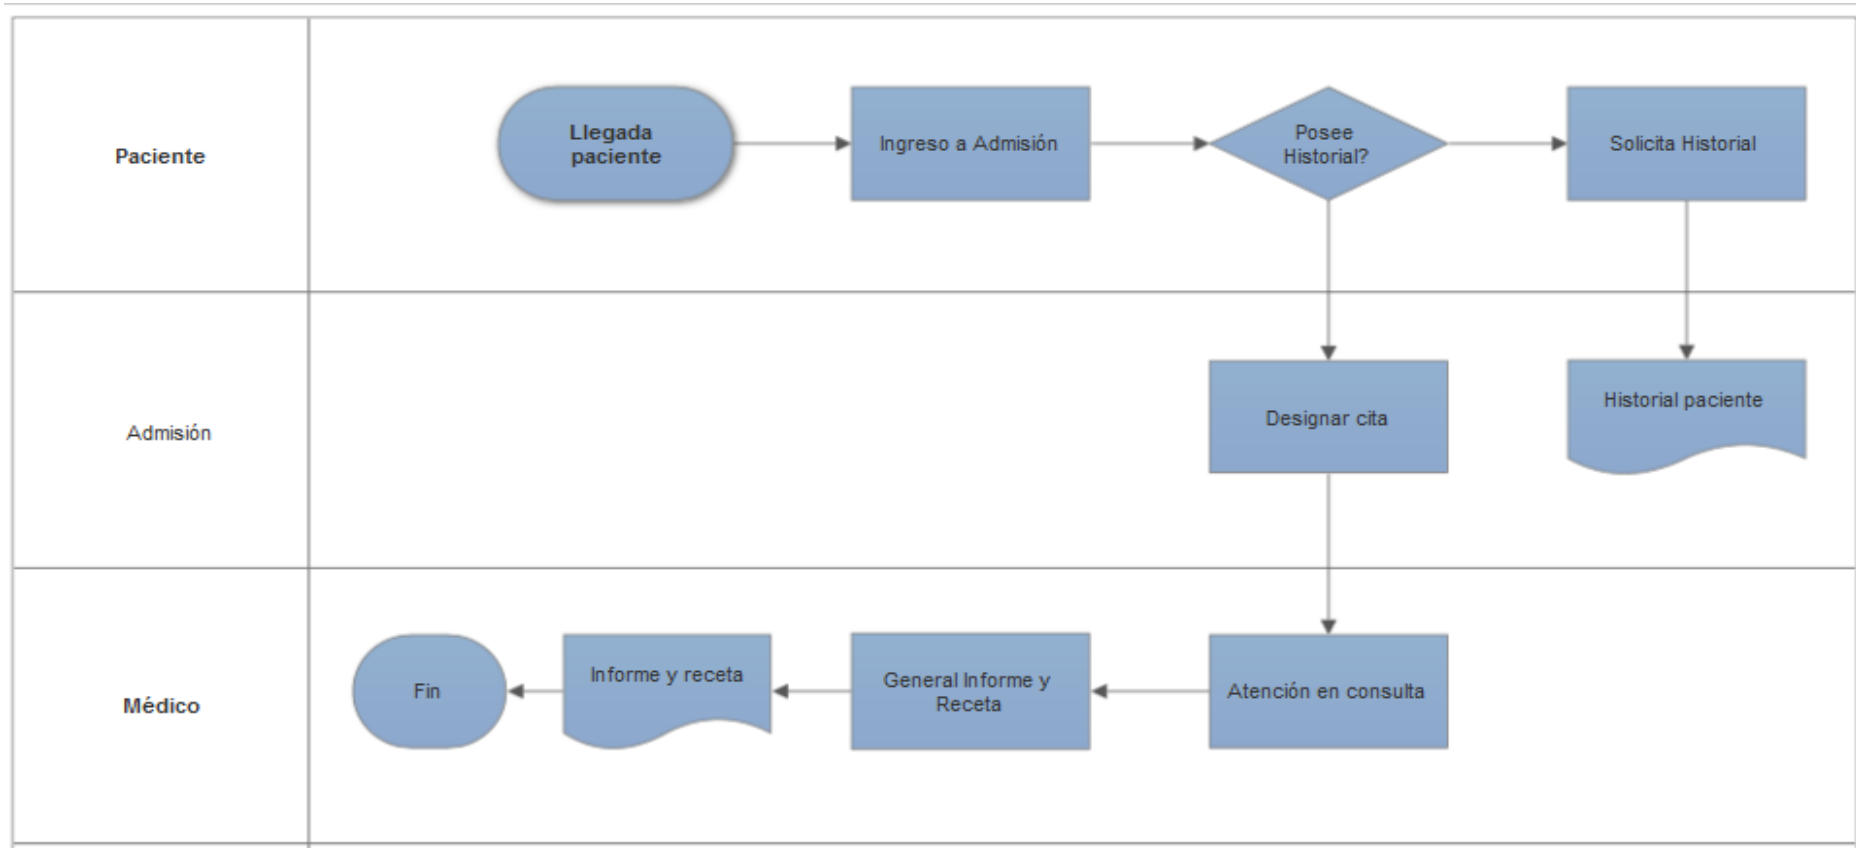 Paciente
Llegada
paciente
Ingreso a Admisión
Posee
Historial?
Solicita Historial
Admisión
Designar cita
Historial paciente
Médico
Fin
Informe y receta
General Informe y
Receta
Atención en consulta